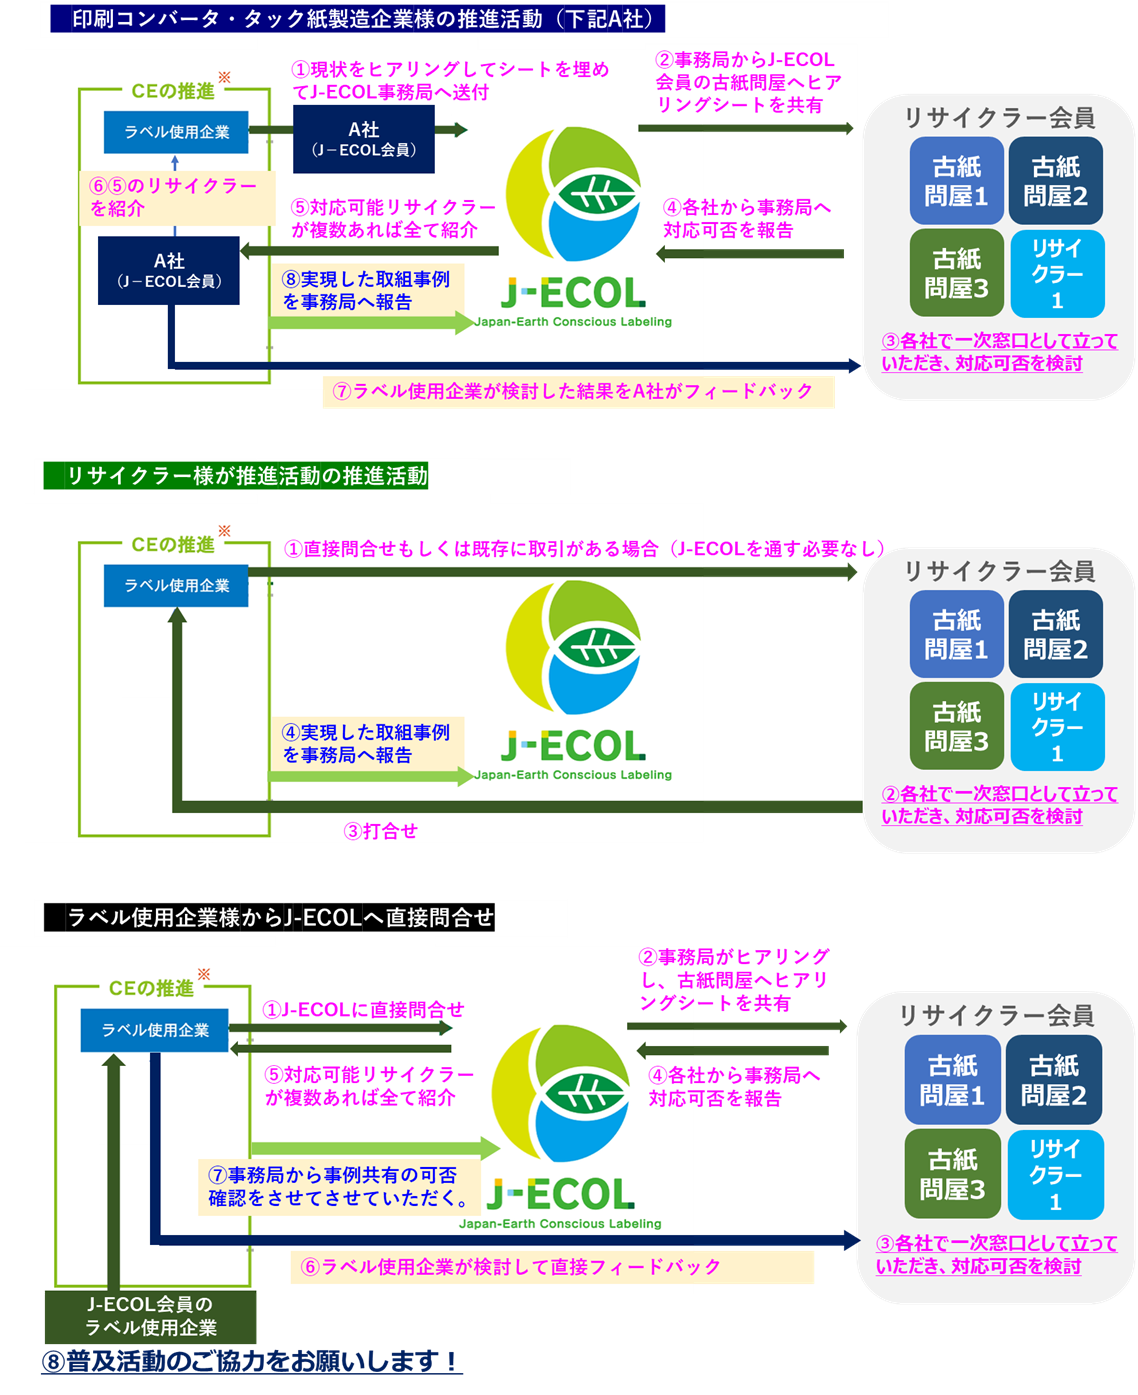 印刷コンバータ・タック紙製造企業様の推進活動（下記A社）
①現状をヒアリングしてシートを埋め
てJ-ECOL事務局へ送付
②事務局からJ-ECOL
会員の古紙問屋へヒア
リングシートを共有
CEの推進※
ラベル使用企業
A社
（J－ECOL会員）
リサイクラー会員
古紙
問屋1
古紙
問屋2
古紙
問屋3
リサイ
クラー
1
⑥⑤のリサイクラー
を紹介
⑤対応可能リサイクラー
が複数あれば全て紹介
④各社から事務局へ
対応可否を報告
A社
（J－ECOL会員）
⑧実現した取組事例
を事務局へ報告
J-ECOL
Japan-Earth Conscious Labeling
③各社で一次窓口として立って
いただき、対応可否を検討
⑦ラベル使用企業が検討した結果をA社がフィードバック
リサイクラー様が推進活動の推進活動
CEの推進※
①直接問合せもしくは既存に取引がある場合（J-ECOLを通す必要なし）
ラベル使用企業
リサイクラー会員
古紙
問屋1
古紙
問屋2
古紙
問屋3
リサイ
クラー
1
④実現した取組事例
を事務局へ報告
J-ECOL
Japan-Earth Conscious Labeling
②各社で一次窓口として立って
いただき、対応可否を検討
③打合せ
ラベル使用企業様からJ-ECOLへ直接問合せ
②事務局がヒアリング
し、古紙問屋へヒアリ
ングシートを共有
CEの推進※
①J-ECOLに直接問合せ
ラベル使用企業
リサイクラー会員
古紙
問屋1
古紙
問屋2
古紙
問屋3
リサイ
クラー
1
⑤対応可能リサイクラー
が複数あれば全て紹介
④各社から事務局へ
対応可否を報告
⑦事務局から事例共有の可否
確認をさせてさせていただく。
J-ECOL
Japan-Earth Conscious Labeling
③各社で一次窓口として立って
いただき、対応可否を検討
⑥ラベル使用企業が検討して直接フィードバック
J-ECOL会員の
ラベル使用企業
⑧普及活動のご協力をお願いします！